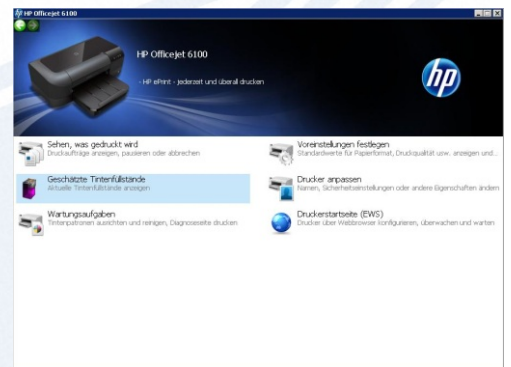 HP Officejet 6100
HP Officejet 6100
- HP ePrint - jederzeit und überall drucken
hp
Sehen, was gedruckt wird
Druckaufträge anzeigen, pausieren oder abbrechen
Voreinstellungen festlegen
Standardwerte für Papierformat, Druckqualität usw. anzeigen und...
Geschätzte Tintenfüllstände
Aktuelle Tintenfüllstände anzeigen
Drucker anpassen
Namen, Sicherheitseinstellungen oder andere Eigenschaften ändern
Wartungsaufgaben
Tintenpatronen ausrichten und reinigen, Diagnoseseite drucken
Druckerstartseite (EWS)
Drucker über Webbrowser konfigurieren, überwachen und warten